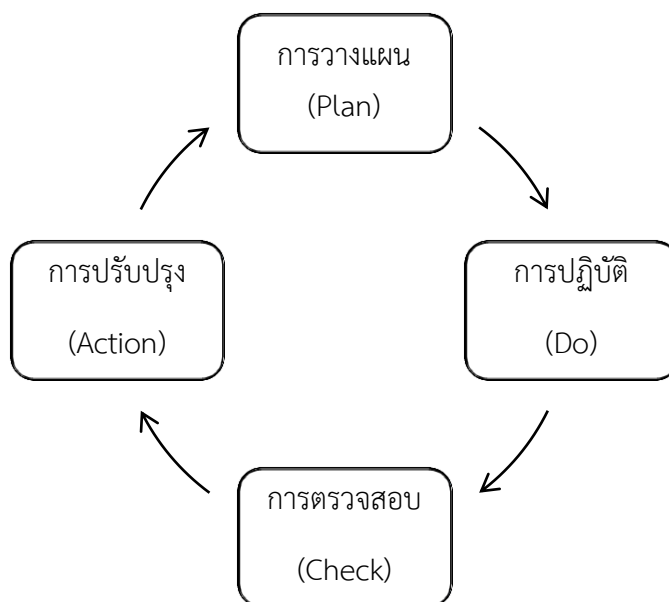 การวางแผน
(Plan)
การปรับปรุง
(Action)
การปฏิบัติ
(Do)
การตรวจสอบ
(Check)